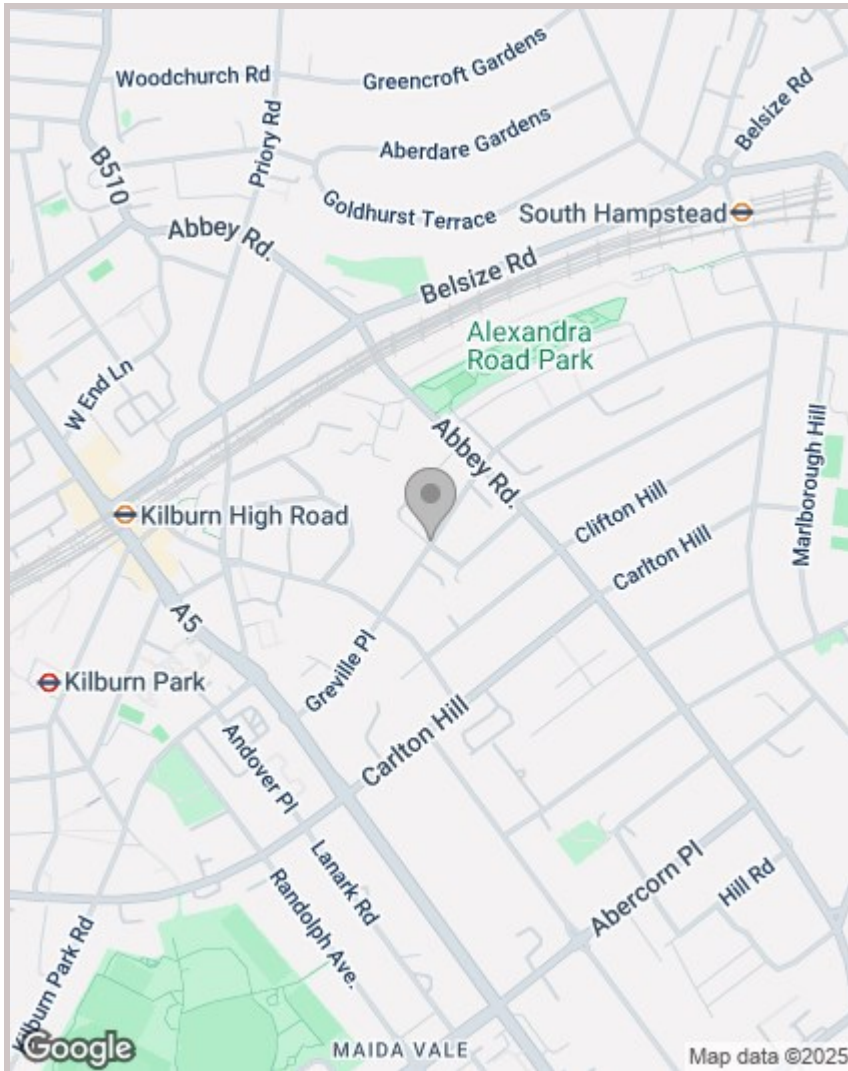 Woodchurch Rd
Greencroft Gardens
Belsize Rd
Priory Rd
Aberdare Gardens
B510
Goldhurst Terrace
South Hampstead
Abbey Rd.
Belsize Rd
Alexandra
Road Park
W End Ln
Abbey Rd.
Marlborough Hill
Kilburn High Road
Clifton Hill
Carlton Hill
A5
Greville Pl
Kilburn Park
Carlton Hill
Andover Pl
Lanark Rd
Abercorn Pl
Hill Rd
Randolph Ave.
Kilburn Park Rd
Google
MAIDA VALE
Map data ©2025